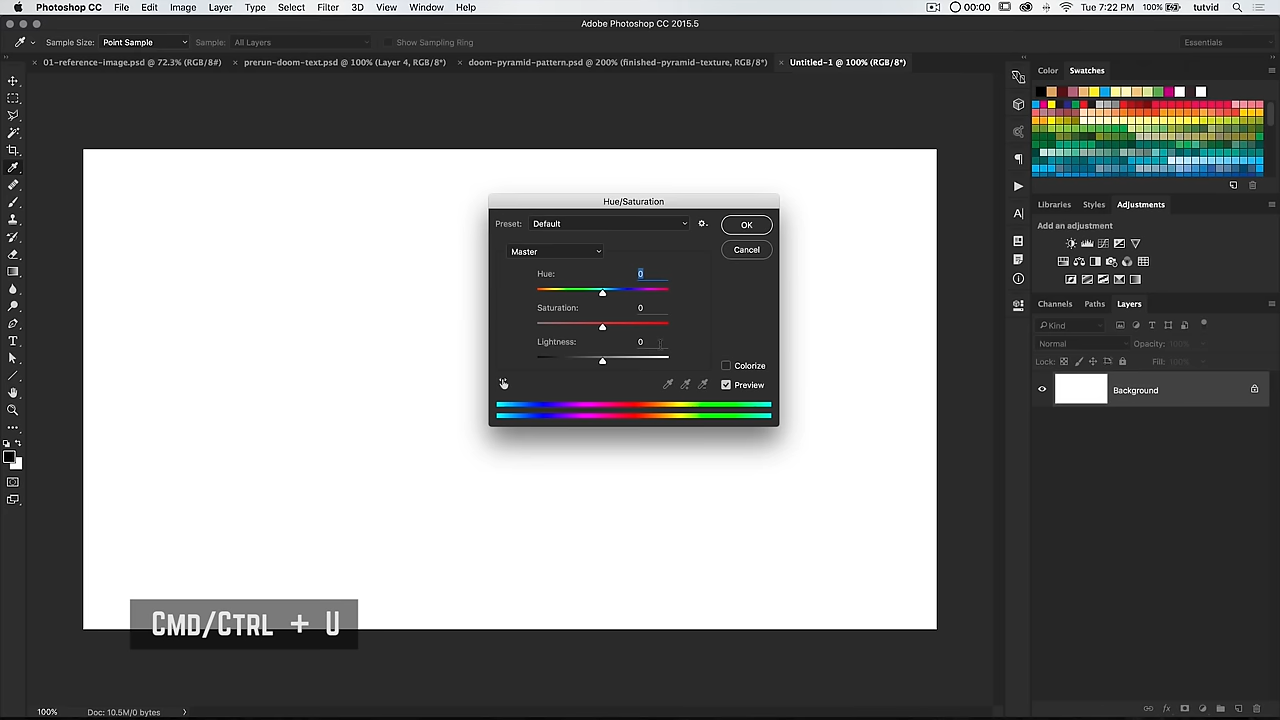 Photoshop CC File Edit Image Layer Type Select Filter 3D View Window Help 00:00 Tue 7:22 PM 100% tutvid
Adobe Photoshop CC 2015.5
Sample Size: Point Sample Sample: All Layers Show Sampling Ring Essentials
01-reference-image.psd @ 72.3% (RGB/8#) prerun-doom-text.psd @ 100% (Layer 4, RGB/8*) doom-pyramid-pattern.psd @ 200% (finished-pyramid-texture, RGB/8*) Untitled-1 @ 100% (RGB/8*)
Color Swatches
Hue/Saturation
Preset: Default OK
Master Cancel
Hue: 0
Saturation: 0
Lightness: 0
Colorize
Preview
Libraries Styles Adjustments
Add an adjustment
Channels Paths Layers
Kind
Normal Opacity: 100%
Lock: Fill: 100%
Background
Cmd/Ctrl + U
100% Doc: 10.5M/0 bytes